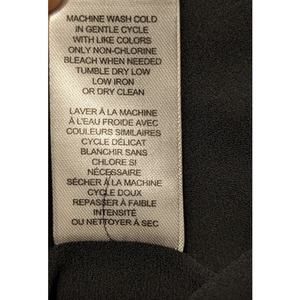 MACHINE WASH COLD
IN GENTLE CYCLE
WITH LIKE COLORS
ONLY NON-CHLORINE
BLEACH WHEN NEEDED
TUMBLE DRY LOW
LOW IRON
OR DRY CLEAN
LAVER À LA MACHINE
À L'EAU FROIDE AVEC
COULEURS SIMILAIRES
CYCLE DÉLICAT
BLANCHIR SANS
CHLORE SI
NÉCESSAIRE
SÉCHER À LA MACHINE
CYCLE DOUX
REPASSER À FAIBLE
INTENSITÉ
OU NETTOYER À SEC